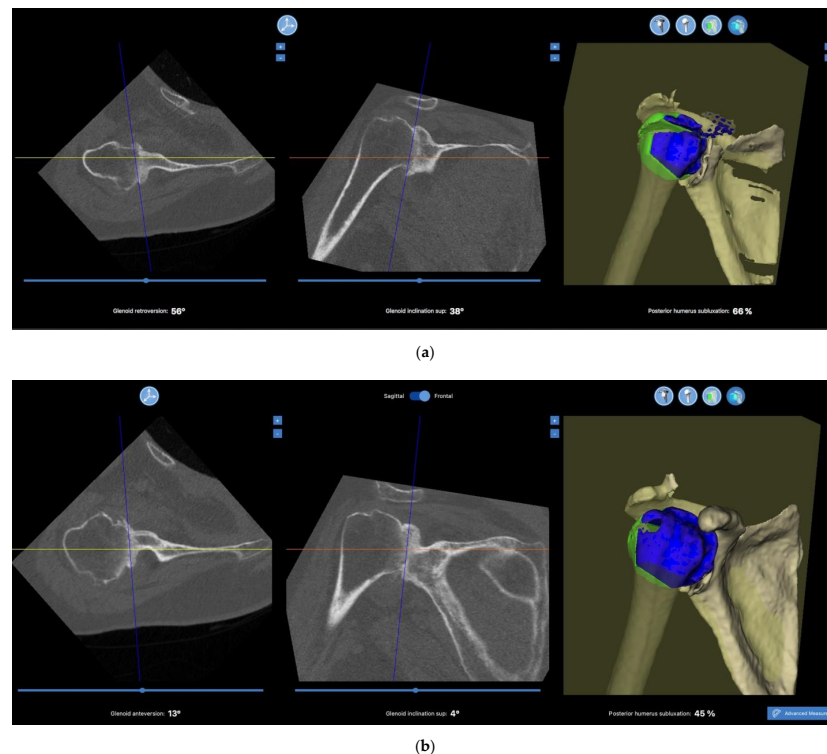 +
-
+
-
+
-
Glenoid retroversion: 56°
Glenoid inclination sup: 38°
Posterior humerus subluxation: 66 %
(a)
Sagittal Frontal
+
-
+
-
Glenoid anteversion: 13°
Glenoid inclination sup: 4°
Posterior humerus subluxation: 45 %
Advanced Measure
(b)